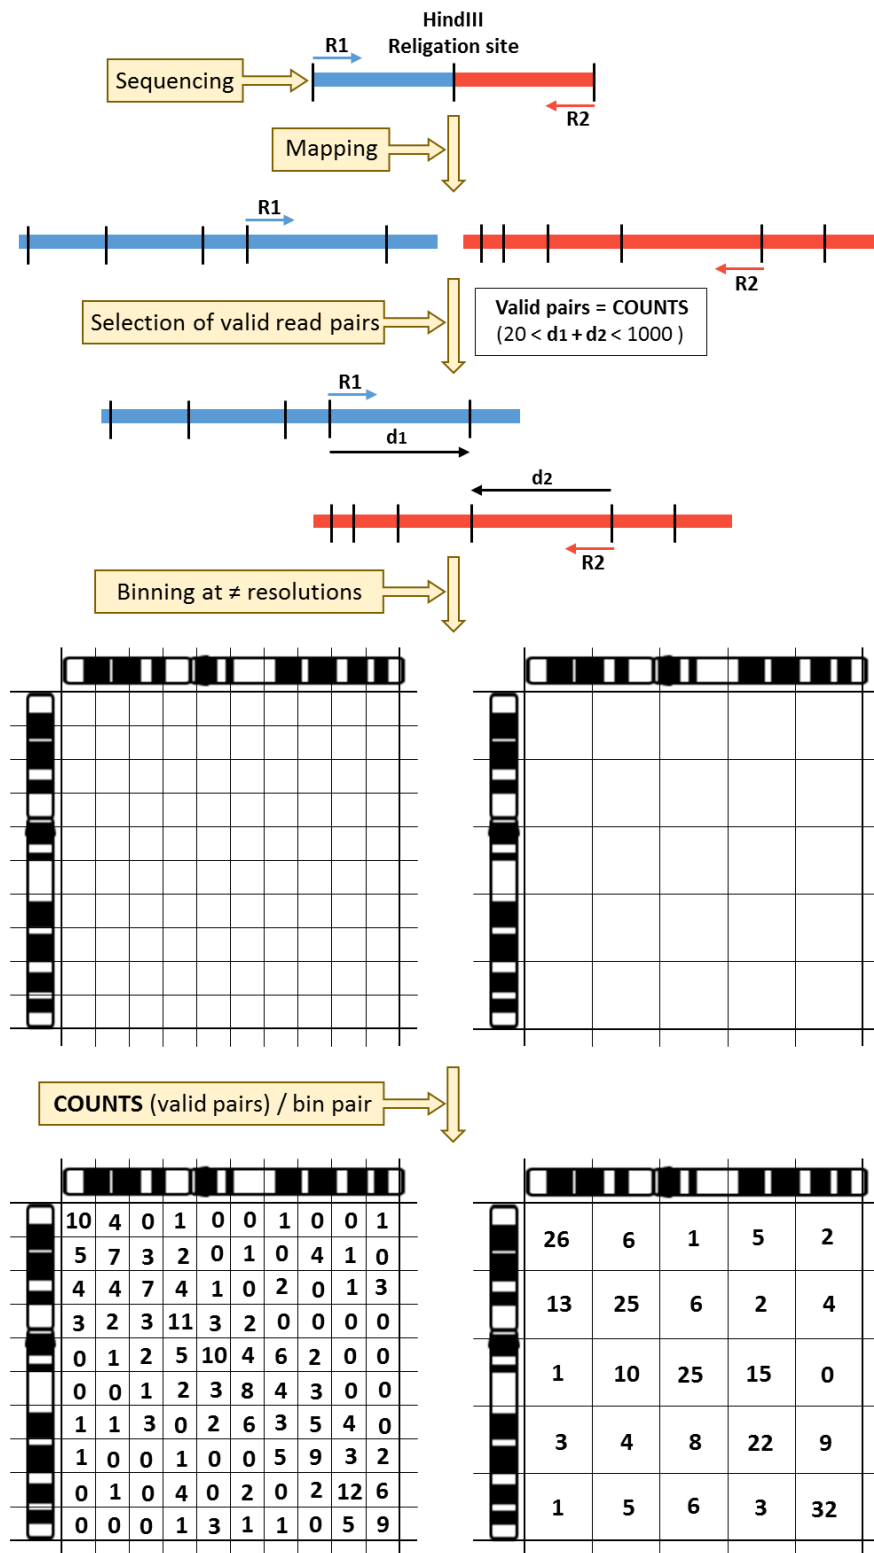 HindIII
Religation site
R1
Sequencing
R2
Mapping
R1
R2
Selection of valid read pairs
Valid pairs = COUNTS
(20 < d1 + d2 < 1000 )
R1
d1
d2
R2
Binning at ≠ resolutions
COUNTS (valid pairs) / bin pair
10 4 0 1 0 0 1 0 0 1
5 7 3 2 0 1 0 4 1 0
4 4 7 4 1 0 2 0 1 3
3 2 3 11 3 2 0 0 0 0
0 1 2 5 10 4 6 2 0 0
0 0 1 2 3 8 4 3 0 0
1 1 3 0 2 6 3 5 4 0
1 0 0 1 0 0 5 9 3 2
0 1 0 4 0 2 0 2 12 6
0 0 0 1 3 1 1 0 5 9
26 6 1 5 2
13 25 6 2 4
1 10 25 15 0
3 4 8 22 9
1 5 6 3 32